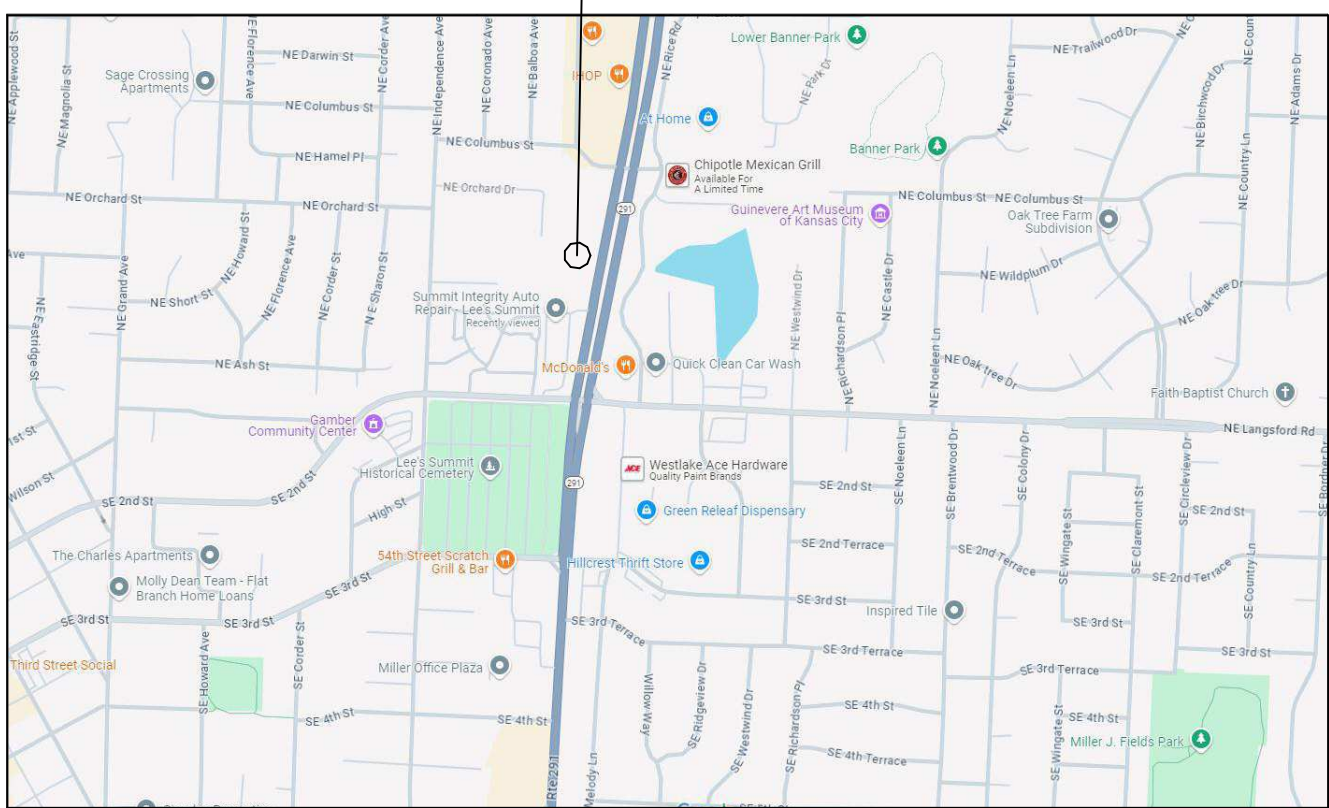 NE Applewood St
NE Magnolia St
Sage Crossing
Apartments
NE Florence Ave
NE Darwin St
NE Corder Ave
NE Columbus St
NE Hamel Pl
NE Independence Ave
NE Coronado Ave
NE Balboa Ave
NE Columbus St
NE Orchard Dr
IHOP
NE Rice Rd
Lower Banner Park
NE Park Dr
At Home
Banner Park
Chipotle Mexican Grill
Available For
A Limited Time
Guinevere Art Museum
of Kansas City
NE Noeleen Ln
NE Trailwood Dr
NE Birchwood Dr
NE Country Ln
NE Adams Dr
NE Columbus St
NE Columbus St
Oak Tree Farm
Subdivision
NE Orchard St
NE Orchard St
291
Ave
NE Grand Ave
NE Howard St
NE Short St
NE Florence Ave
NE Corder St
NE Sharon St
NE Eastridge St
NE Ash St
Summit Integrity Auto
Repair - Lee's Summit
Recently viewed
McDonald's
Quick Clean Car Wash
NE Westwind Dr
NE Richardson Pl
NE Castle Dr
NE Noeleen Ln
NE Wildplum Dr
NE Oak tree Dr
NE Oak tree Dr
Faith Baptist Church
NE Langsford Rd
Gamber
Community Center
Lee's Summit
Historical Cemetery
1st St
Wilson St
SE 2nd St
SE 2nd St
High St
291
ACE
Westlake Ace Hardware
Quality Paint Brands
Green Releaf Dispensary
SE 2nd St
SE Noeleen Ln
SE Brentwood Dr
SE Colony Dr
SE Wingate St
SE Claremont St
SE Circleview Dr
SE 2nd St
SE Bordner Dr
The Charles Apartments
Molly Dean Team - Flat
Branch Home Loans
54th Street Scratch
Grill & Bar
Hillcrest Thrift Store
SE 2nd Terrace
SE 2nd Terrace
SE 2nd Terrace
SE Country Ln
SE 3rd St
SE 3rd St
SE 3rd St
SE 3rd St
Inspired Tile
SE 3rd St
SE 3rd St
SE 3rd Terrace
SE 3rd Terrace
SE 3rd Terrace
Third Street Social
SE Howard Ave
SE Corder St
Miller Office Plaza
SE 4th St
SE 4th St
Rte 291
Melody Ln
Willow Way
SE Ridgeview Dr
SE Westwind Dr
SE Richardson Pl
SE 4th St
SE 4th Terrace
SE Wingate St
SE 4th St
Miller J. Fields Park